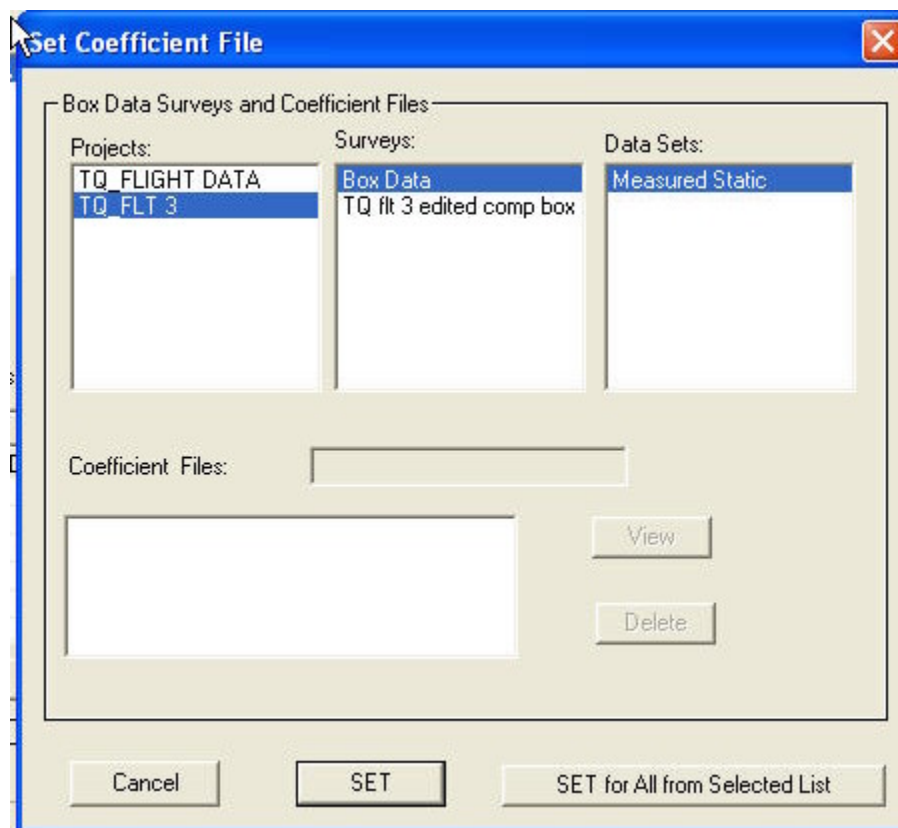 Set Coefficient File
Box Data Surveys and Coefficient Files
Projects:
TQ_FLIGHT DATA
TQ_FLT 3
Surveys:
Box Data
TQ flt 3 edited comp box
Data Sets:
Measured Static
Coefficient Files:
View
Delete
Cancel
SET
SET for All from Selected List